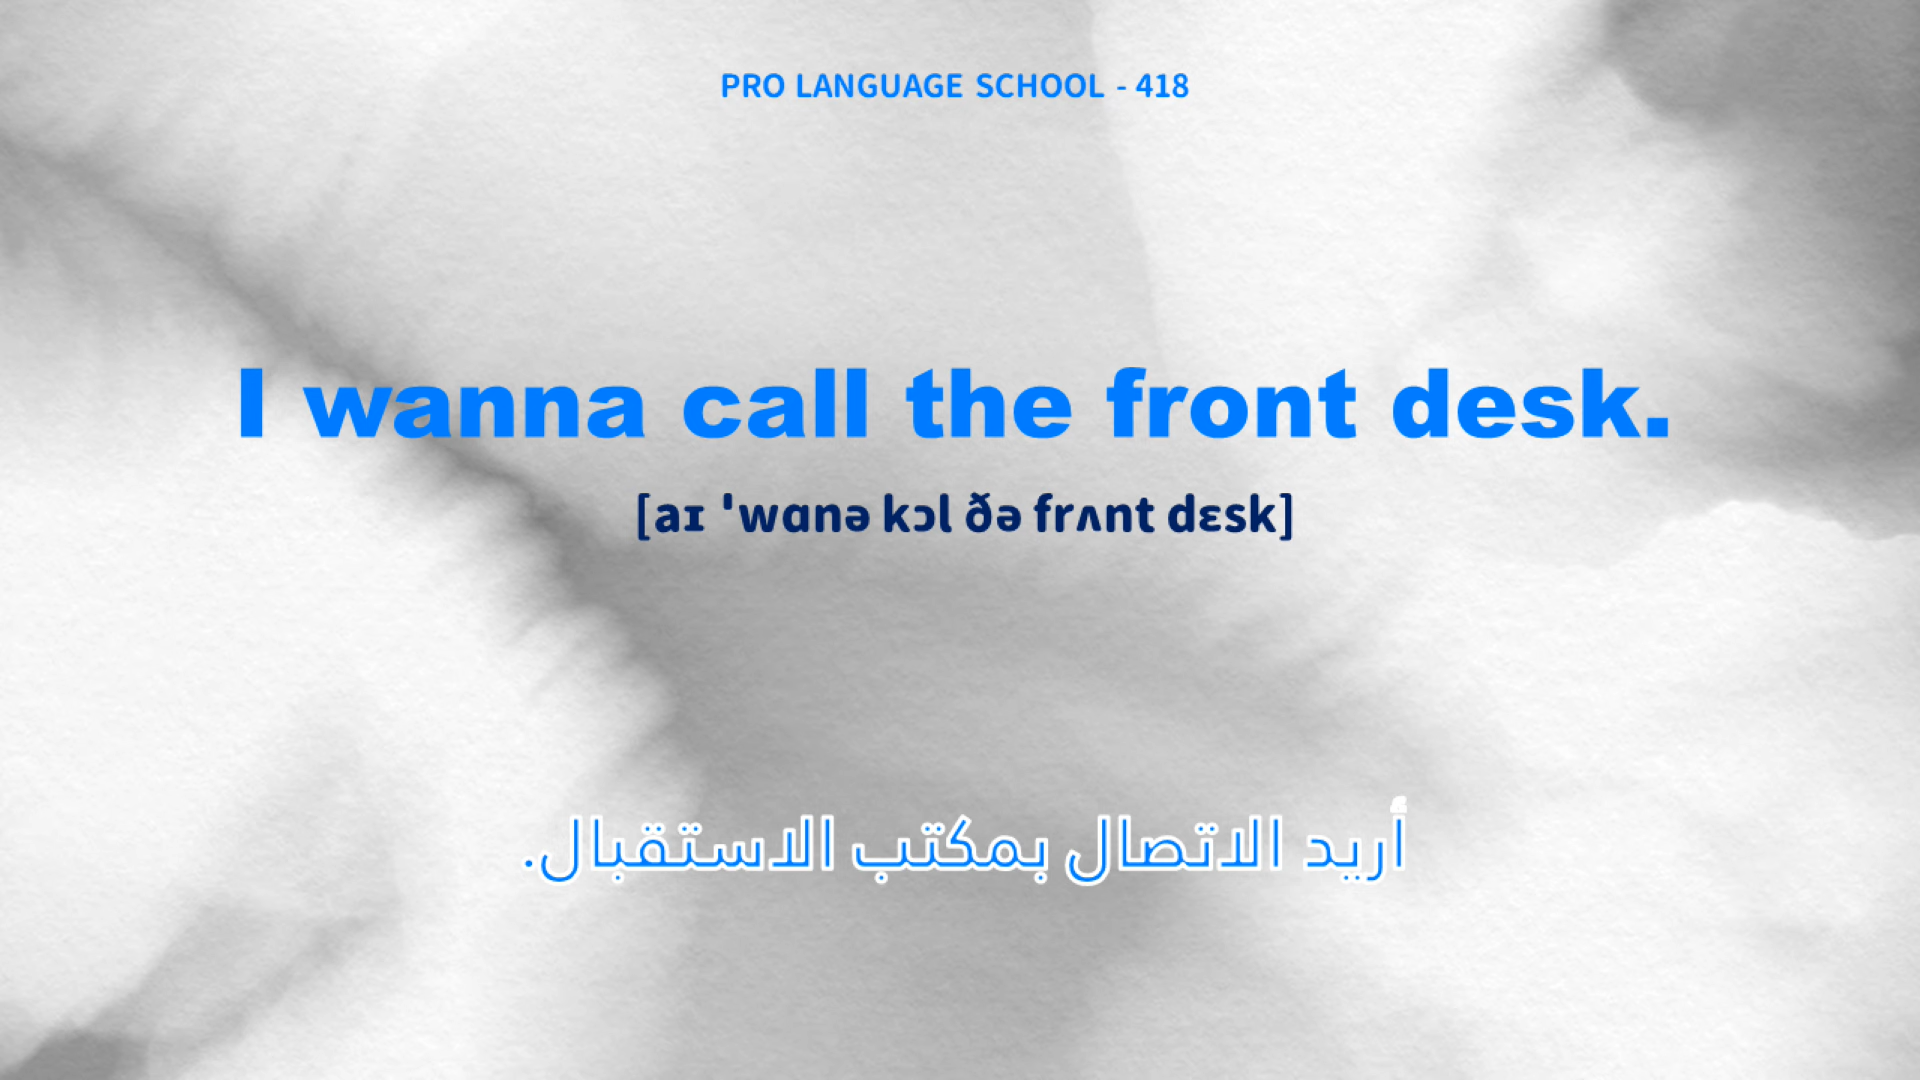 PRO LANGUAGE SCHOOL - 418
I wanna call the front desk.
[aɪ ˈwɑnə kɔl ðə frʌnt dɛsk]
أريد الاتصال بمكتب الاستقبال.